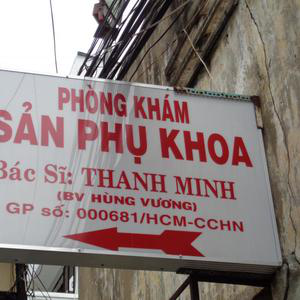 PHÒNG KHÁM
SẢN PHỤ KHOA
Bác Sĩ: THANH MINH
(BV HÙNG VƯƠNG)
GP số: 000681/HCM-CCHN